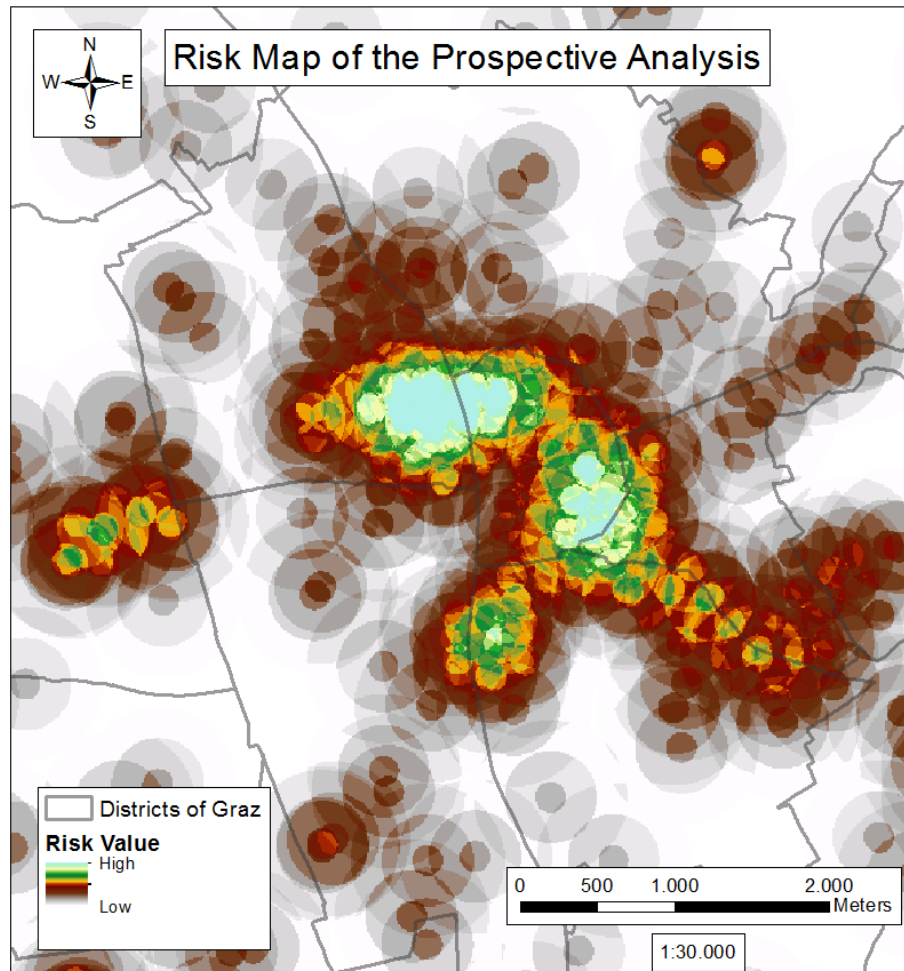 Risk Map of the Prospective Analysis
N
W E
S
Districts of Graz
Risk Value
High
Low
0 500 1.000 2.000
Meters
1:30.000